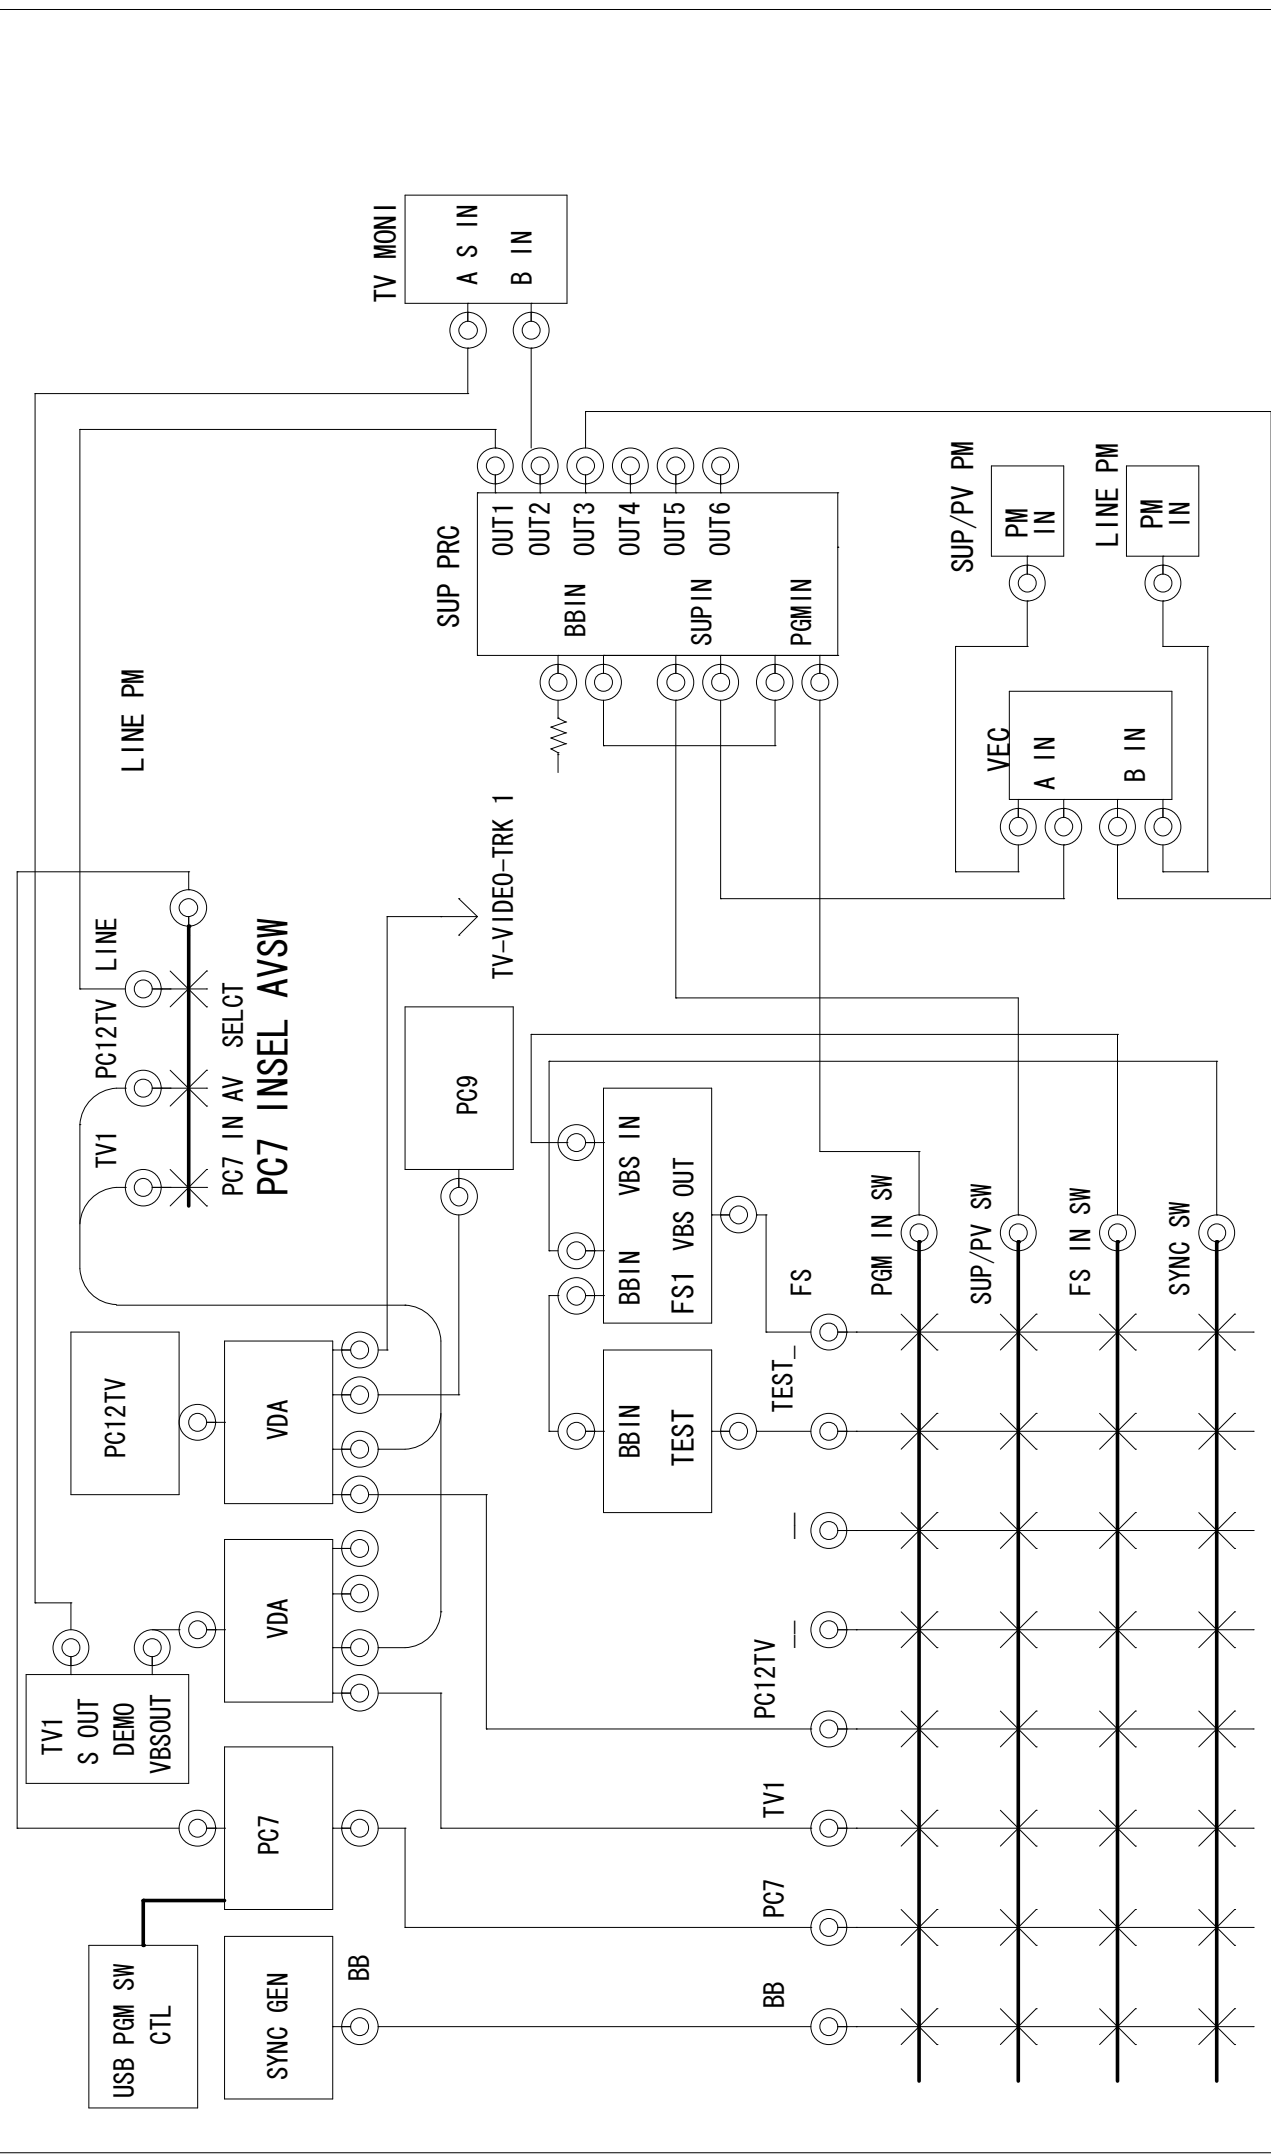 USB PGM SW
CTL
SYNC GEN
BB
BB
PC7
PC7
TV1
S OUT
DEMO
VBSOUT
VDA
TV1
PC12TV
VDA
PC12TV
__
_
BBIN
TEST
TEST_
BBIN VBS IN
FS1 VBS OUT
FS
PGM IN SW
SUP/PV SW
FS IN SW
SYNC SW
TV1
PC12TV
LINE
PC7 IN AV SELCT
PC7 INSEL AVSW
PC9
TV-VIDEO-TRK 1
LINE PM
SUP PRC
BBIN
SUPIN
PGMIN
OUT1
OUT2
OUT3
OUT4
OUT5
OUT6
VEC
A IN
B IN
SUP/PV PM
PM
IN
LINE PM
PM
IN
TV MONI
A S IN
B IN